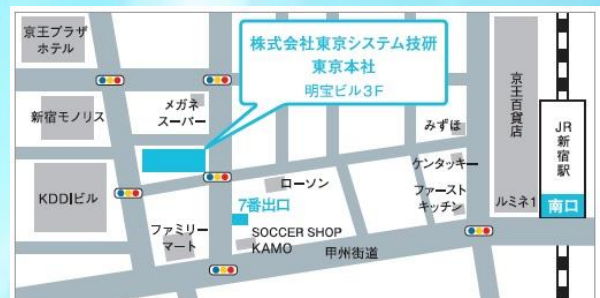 京王プラザ
ホテル
株式会社東京システム技研
東京本社
明宝ビル3F
新宿モノリス
メガネ
スーパー
みずほ
京王百貨店
JR新宿駅
KDDIビル
ケンタッキー
ローソン
ファースト
キッチン
ルミネ1
南口
7番出口
ファミリー
マート
SOCCER SHOP
KAMO
甲州街道